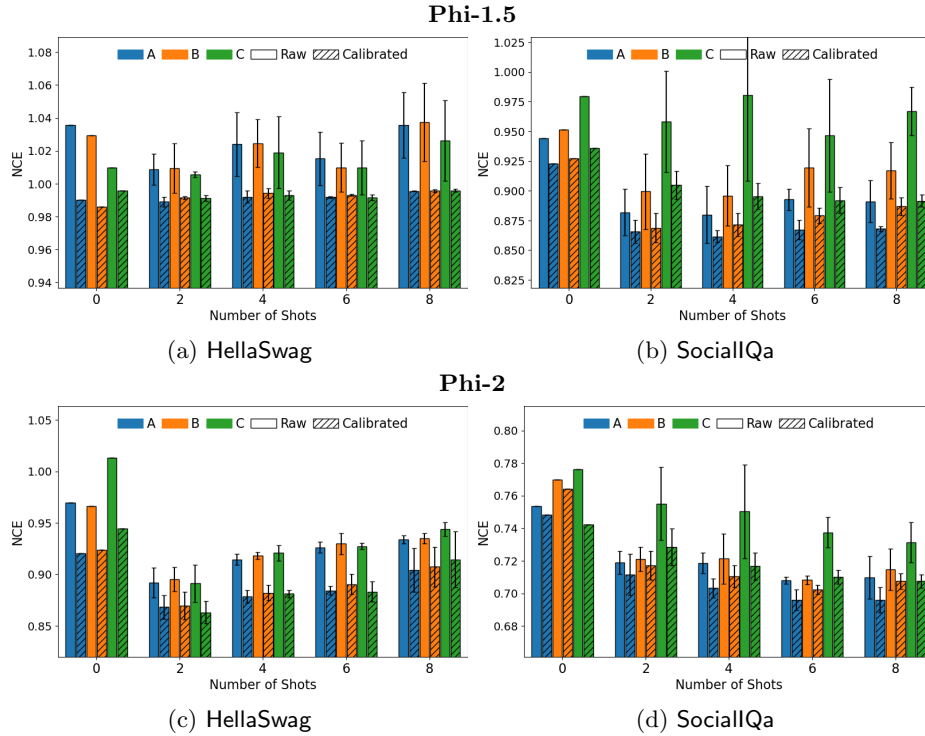 Phi-1.5
A B C Raw Calibrated
NCE
1.08
1.06
1.04
1.02
1.00
0.98
0.96
0.94
0 2 4 6 8
Number of Shots
(a) HellaSwag
A B C Raw Calibrated
NCE
1.025
1.000
0.975
0.950
0.925
0.900
0.875
0.850
0.825
0 2 4 6 8
Number of Shots
(b) SocialIQa
Phi-2
A B C Raw Calibrated
NCE
1.05
1.00
0.95
0.90
0.85
0 2 4 6 8
Number of Shots
(c) HellaSwag
A B C Raw Calibrated
NCE
0.80
0.78
0.76
0.74
0.72
0.70
0.68
0 2 4 6 8
Number of Shots
(d) SocialIQa